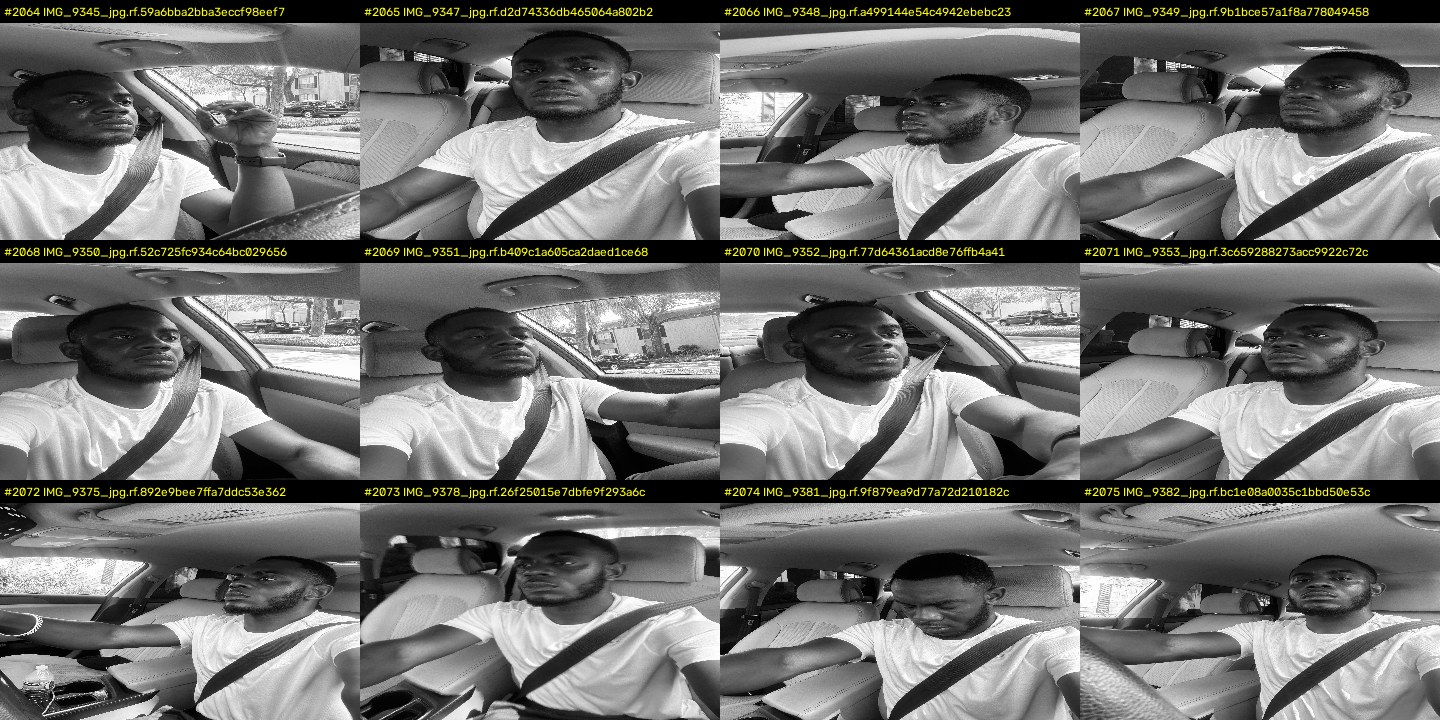 #2064 IMG_9345_jpg.rf.59a6bba2bba3eccf98eef7
#2065 IMG_9347_jpg.rf.d2d74336db465064a802b2
#2066 IMG_9348_jpg.rf.a499144e54c4942ebebc23
#2067 IMG_9349_jpg.rf.9b1bce57a1f8a778049458
#2068 IMG_9350_jpg.rf.52c725fc934c64bc029656
#2069 IMG_9351_jpg.rf.b409c1a605ca2daed1ce68
#2070 IMG_9352_jpg.rf.77d64361acd8e76ffb4a41
#2071 IMG_9353_jpg.rf.3c659288273acc9922c72c
#2072 IMG_9375_jpg.rf.892e9bee7ffa7ddc53e362
#2073 IMG_9378_jpg.rf.26f25015e7dbfe9f293a6c
#2074 IMG_9381_jpg.rf.9f879ea9d77a72d210182c
#2075 IMG_9382_jpg.rf.bc1e08a0035c1bbd50e53c